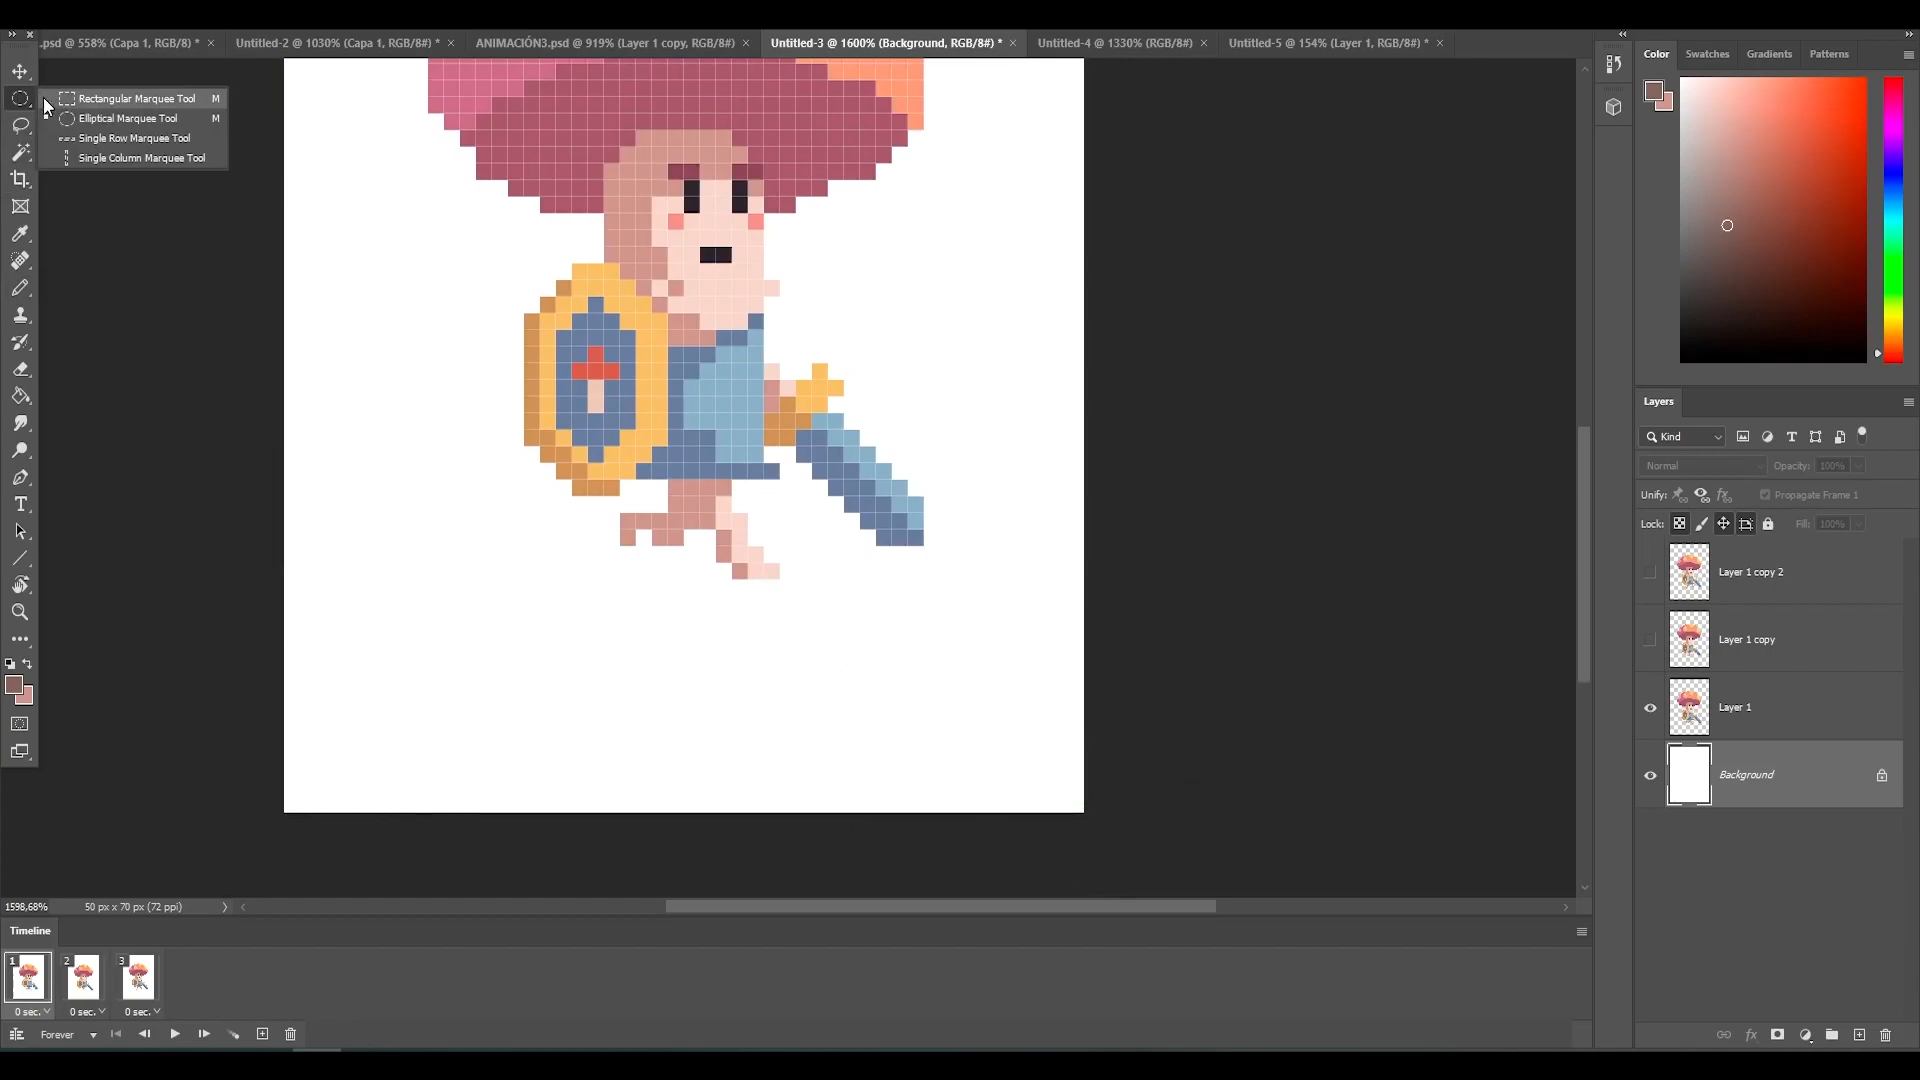 .psd @ 558% (Capa 1, RGB/8) *
Untitled-2 @ 1030% (Capa 1, RGB/8#) *
ANIMACIÓN3.psd @ 919% (Layer 1 copy, RGB/8#)
Untitled-3 @ 1600% (Background, RGB/8#) *
Untitled-4 @ 1330% (RGB/8#)
Untitled-5 @ 154% (Layer 1, RGB/8#) *
Rectangular Marquee Tool M
Elliptical Marquee Tool M
Single Row Marquee Tool
Single Column Marquee Tool
Color
Swatches
Gradients
Patterns
Layers
Kind
Normal
Opacity: 100%
Unify:
Propagate Frame 1
Lock:
Fill: 100%
Layer 1 copy 2
Layer 1 copy
Layer 1
Background
1598,68%
50 px x 70 px (72 ppi)
Timeline
1
2
3
0 sec.
0 sec.
0 sec.
Forever